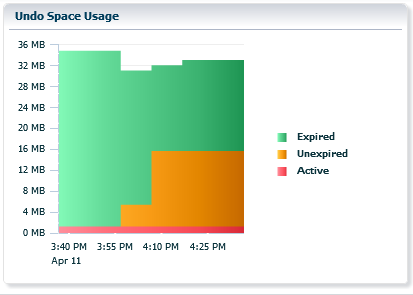 Undo Space Usage
36 MB
32 MB
28 MB
24 MB
20 MB
16 MB
12 MB
8 MB
4 MB
0 MB
3:40 PM 3:55 PM 4:10 PM 4:25 PM
Apr 11
Expired
Unexpired
Active